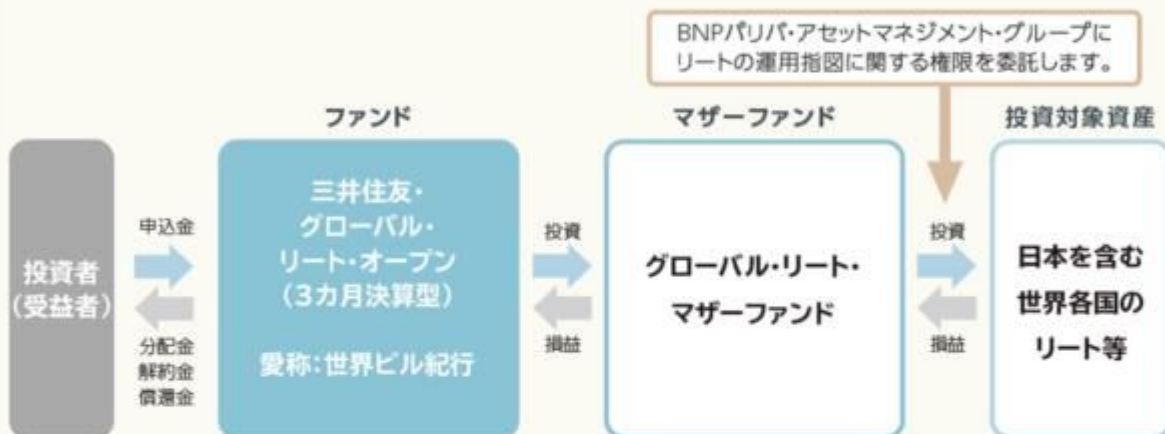 BNPパリバ・アセットマネジメント・グループに
リートの運用指図に関する権限を委託します。
ファンド
マザーファンド
投資対象資産
投資者
(受益者)
申込金
分配金
解約金
償還金
三井住友・
グローバル・
リート・オープン
(3カ月決算型)
愛称:世界ビル紀行
投資
損益
グローバル・リート・
マザーファンド
投資
損益
日本を含む
世界各国の
リート等